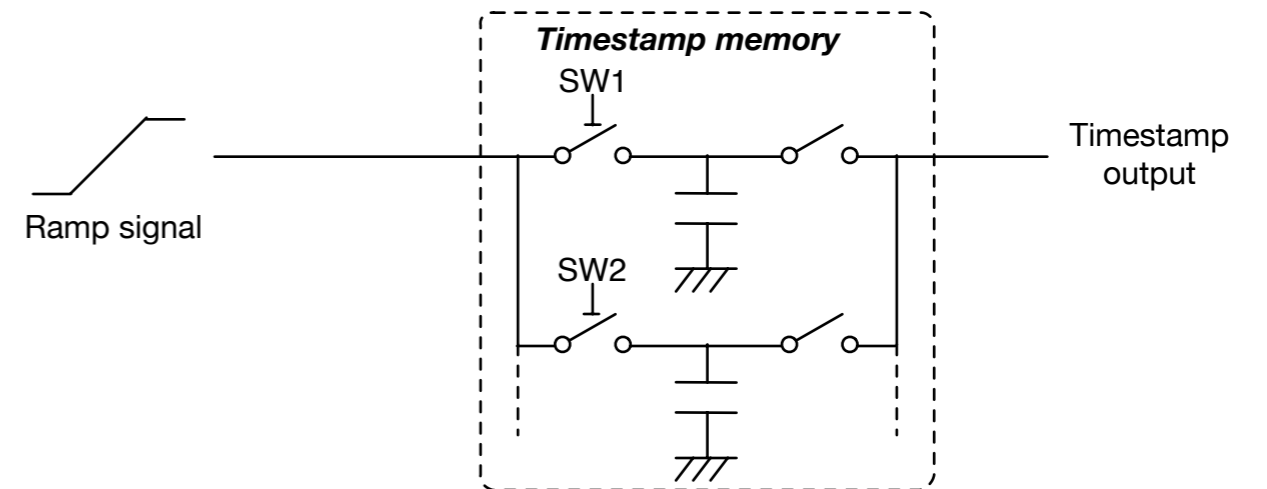 Timestamp memory
SW1
Ramp signal
Timestamp
output
SW2